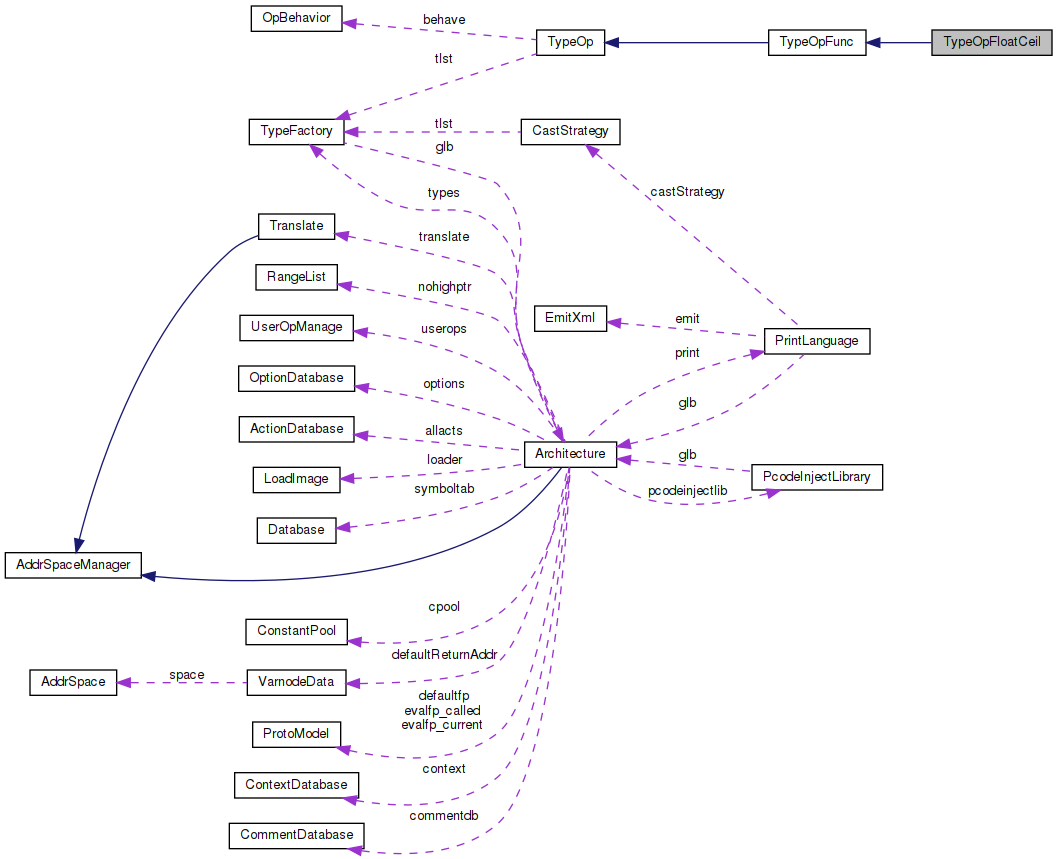 OpBehavior
behave
TypeOp
TypeOpFunc
TypeOpFloatCeil
tlst
TypeFactory
tlst
CastStrategy
glb
types
castStrategy
Translate
translate
RangeList
nohighptr
EmitXml
emit
UserOpManage
userops
PrintLanguage
print
OptionDatabase
options
glb
ActionDatabase
allacts
Architecture
glb
LoadImage
loader
PcodeInjectLibrary
symboltab
pcodeinjectlib
Database
AddrSpaceManager
cpool
ConstantPool
defaultReturnAddr
AddrSpace
space
VarnodeData
defaultfp
evalfp_called
evalfp_current
ProtoModel
context
ContextDatabase
commentdb
CommentDatabase